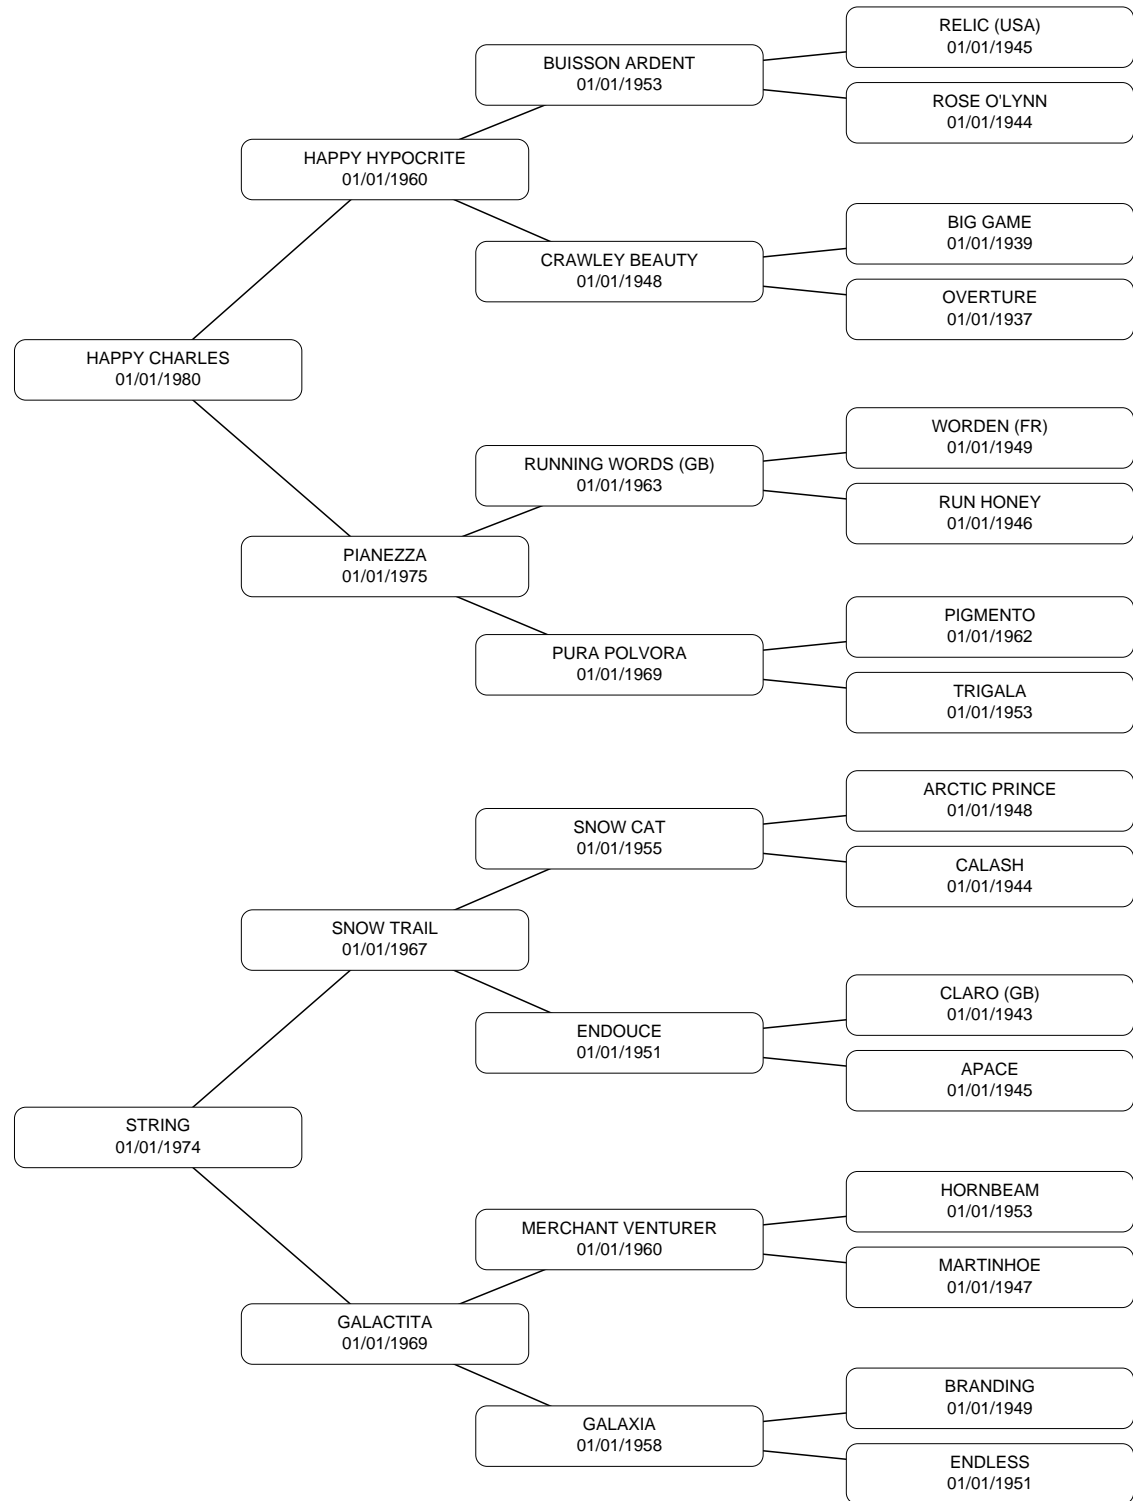 RELIC (USA)
01/01/1945
BUISSON ARDENT
01/01/1953
ROSE O'LYNN
01/01/1944
HAPPY HYPOCRITE
01/01/1960
BIG GAME
01/01/1939
CRAWLEY BEAUTY
01/01/1948
OVERTURE
01/01/1937
HAPPY CHARLES
01/01/1980
WORDEN (FR)
01/01/1949
RUNNING WORDS (GB)
01/01/1963
RUN HONEY
01/01/1946
PIANEZZA
01/01/1975
PIGMENTO
01/01/1962
PURA POLVORA
01/01/1969
TRIGALA
01/01/1953
ARCTIC PRINCE
01/01/1948
SNOW CAT
01/01/1955
CALASH
01/01/1944
SNOW TRAIL
01/01/1967
CLARO (GB)
01/01/1943
ENDOUCE
01/01/1951
APACE
01/01/1945
STRING
01/01/1974
HORNBEAM
01/01/1953
MERCHANT VENTURER
01/01/1960
MARTINHOE
01/01/1947
GALACTITA
01/01/1969
BRANDING
01/01/1949
GALAXIA
01/01/1958
ENDLESS
01/01/1951